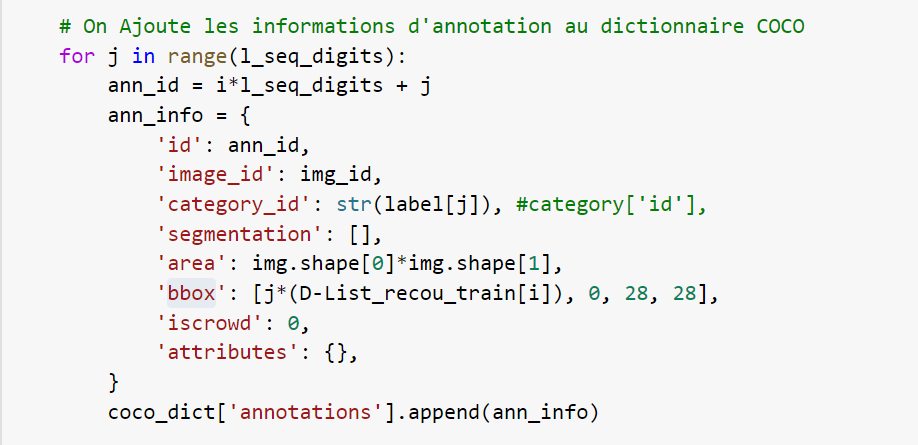 # On Ajoute les informations d'annotation au dictionnaire COCO
for j in range(l_seq_digits):
    ann_id = i*l_seq_digits + j
    ann_info = {
        'id': ann_id,
        'image_id': img_id,
        'category_id': str(label[j]), #category['id'],
        'segmentation': [],
        'area': img.shape[0]*img.shape[1],
        'bbox': [j*(D-List_recou_train[i]), 0, 28, 28],
        'iscrowd': 0,
        'attributes': {},
    }
    coco_dict['annotations'].append(ann_info)